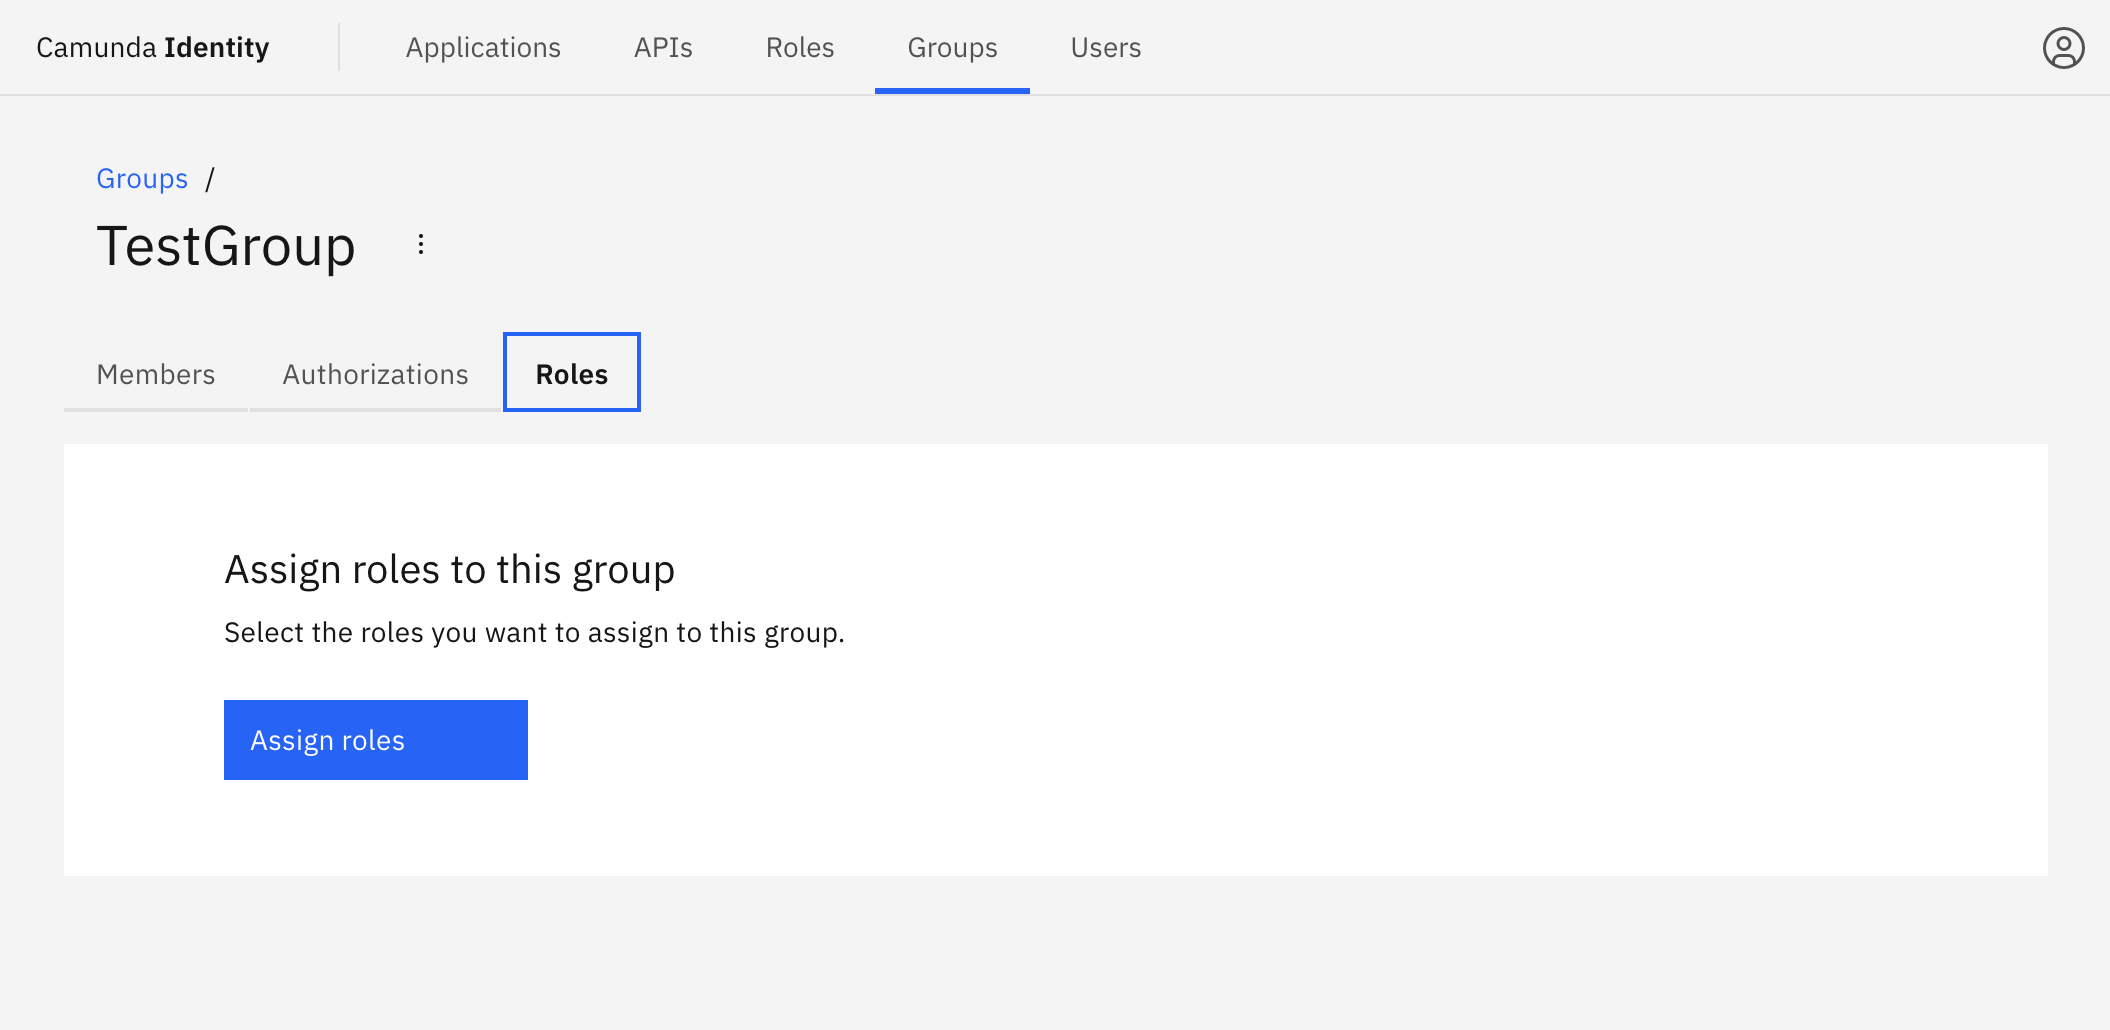 Camunda Identity Applications APIs Roles Groups Users
Groups /
TestGroup
Members Authorizations Roles
Assign roles to this group
Select the roles you want to assign to this group.
Assign roles